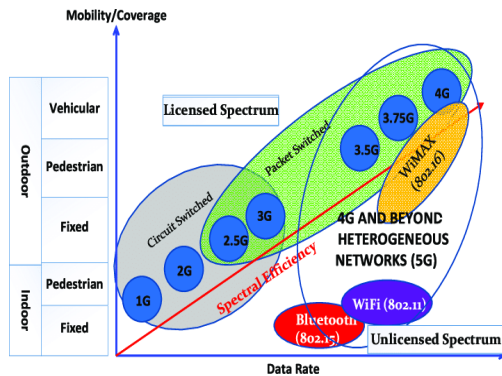 Mobility/Coverage
Outdoor
Indoor
Vehicular
Pedestrian
Fixed
Pedestrian
Fixed
Licensed Spectrum
Circuit Switched
Packet Switched
1G
2G
2.5G
3G
3.5G
3.75G
4G
WiMAX
(802.16)
Spectral Efficiency
4G AND BEYOND
HETEROGENEOUS
NETWORKS (5G)
WiFi (802.11)
Bluetooth
(802.15)
Unlicensed Spectrum
Data Rate